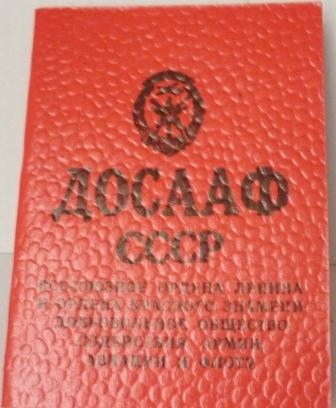 ДОСААФ
СССР
ВСЕСОЮЗНОЕ ОРДЕНА ЛЕНИНА
И ОРДЕНА КРАСНОГО ЗНАМЕНИ
ДОБРОВОЛЬНОЕ ОБЩЕСТВО
СОДЕЙСТВИЯ АРМИИ,
АВИАЦИИ И ФЛОТУ